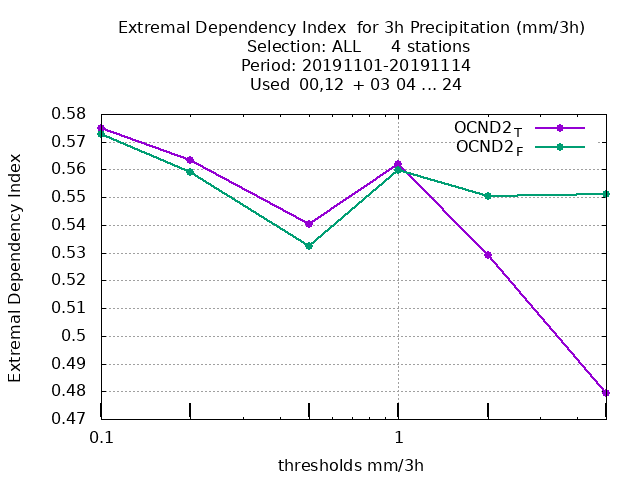 Extremal Dependency Index  for 3h Precipitation (mm/3h)
Selection: ALL      4 stations
Period: 20191101-20191114
Used  00,12  + 03 04 ... 24
OCND2T
OCND2F
Extremal Dependency Index
0.58
0.57
0.56
0.55
0.54
0.53
0.52
0.51
0.5
0.49
0.48
0.47
0.1
1
thresholds mm/3h